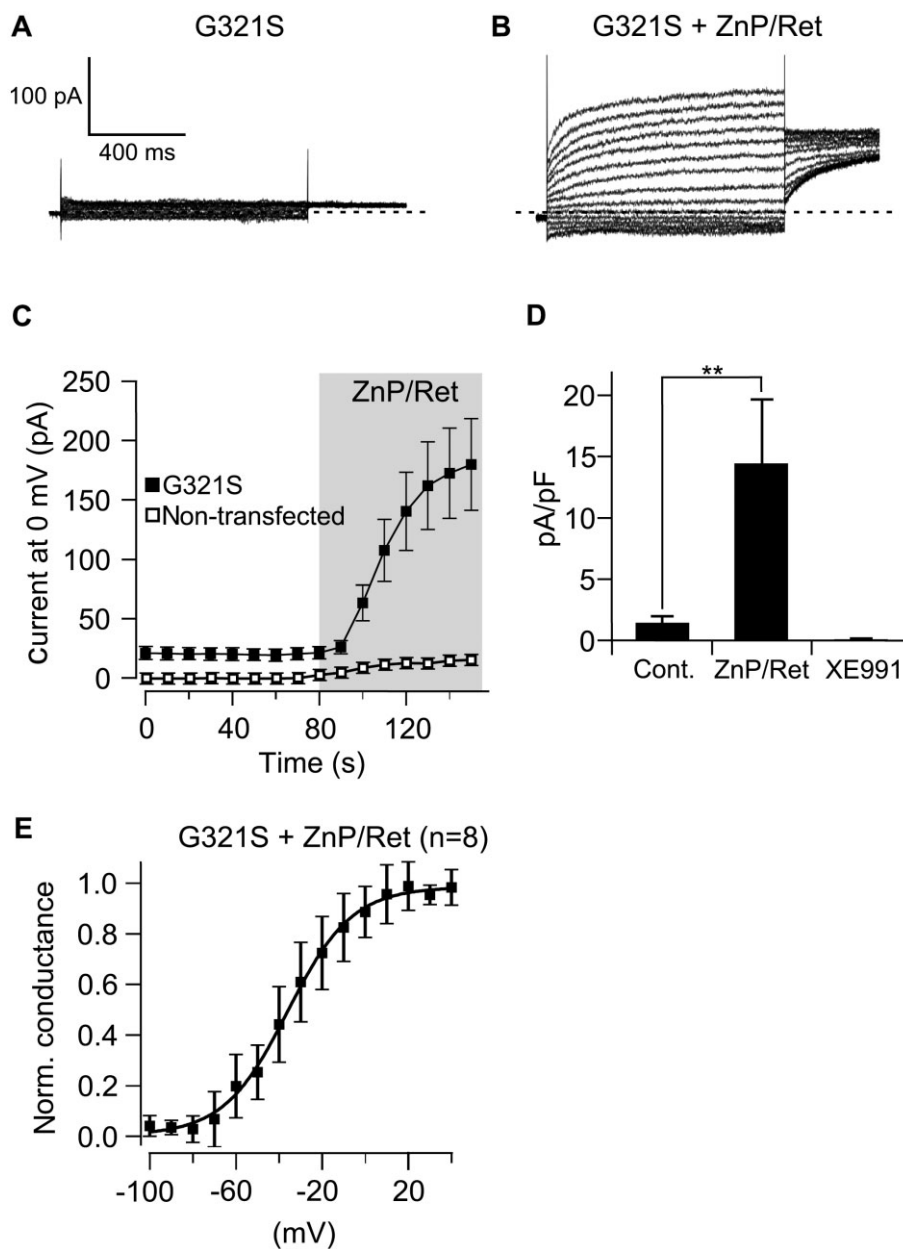 A
G321S
100 pA
400 ms
B
G321S + ZnP/Ret
C
250
200
150
100
50
0
Current at 0 mV (pA)
ZnP/Ret
G321S
Non-transfected
0
40
80
120
Time (s)
D
20
15
10
5
0
pA/pF
**
Cont.
ZnP/Ret
XE991
E
G321S + ZnP/Ret (n=8)
1.0
0.8
0.6
0.4
0.2
0.0
Norm. conductance
-100
-60
-20
20
(mV)